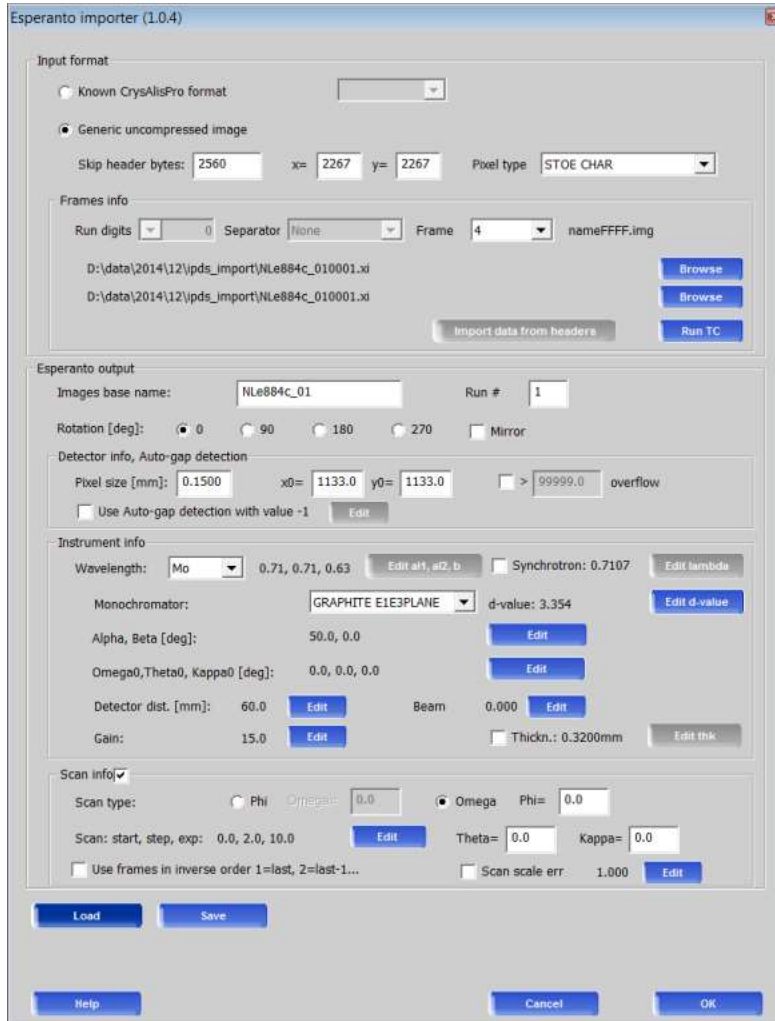 Esperanto importer (1.0.4)
Input format
Known CrysAlisPro format
Generic uncompressed image
Skip header bytes: 2560 x= 2267 y= 2267 Pixel type STOE CHAR
Frames info
Run digits 0 Separator None Frame 4 nameFFFF.img
D:\data\2014\12\ipds_import\NLe884c_010001.xi Browse
D:\data\2014\12\ipds_import\NLe884c_010001.xi Browse
Import data from headers Run TC
Esperanto output
Images base name: NLe884c_01 Run # 1
Rotation [deg]: 0 90 180 270 Mirror
Detector info, Auto-gap detection
Pixel size [mm]: 0.1500 x0= 1133.0 y0= 1133.0 > 99999.0 overflow
Use Auto-gap detection with value -1 Edit
Instrument info
Wavelength: Mo 0.71, 0.71, 0.63 Edit al1, al2, b Synchrotron: 0.7107 Edit lambda
Monochromator: GRAPHITE E1E3PLANE d-value: 3.354 Edit d-value
Alpha, Beta [deg]: 50.0, 0.0 Edit
Omega0,Theta0, Kappa0 [deg]: 0.0, 0.0, 0.0 Edit
Detector dist. [mm]: 60.0 Edit Beam 0.000 Edit
Gain: 15.0 Edit Thickn.: 0.3200mm Edit thk
Scan info
Scan type: Phi Omega= 0.0 Omega Phi= 0.0
Scan: start, step, exp: 0.0, 2.0, 10.0 Edit Theta= 0.0 Kappa= 0.0
Use frames in inverse order 1=last, 2=last-1... Scan scale err 1.000 Edit
Load Save
Help Cancel OK